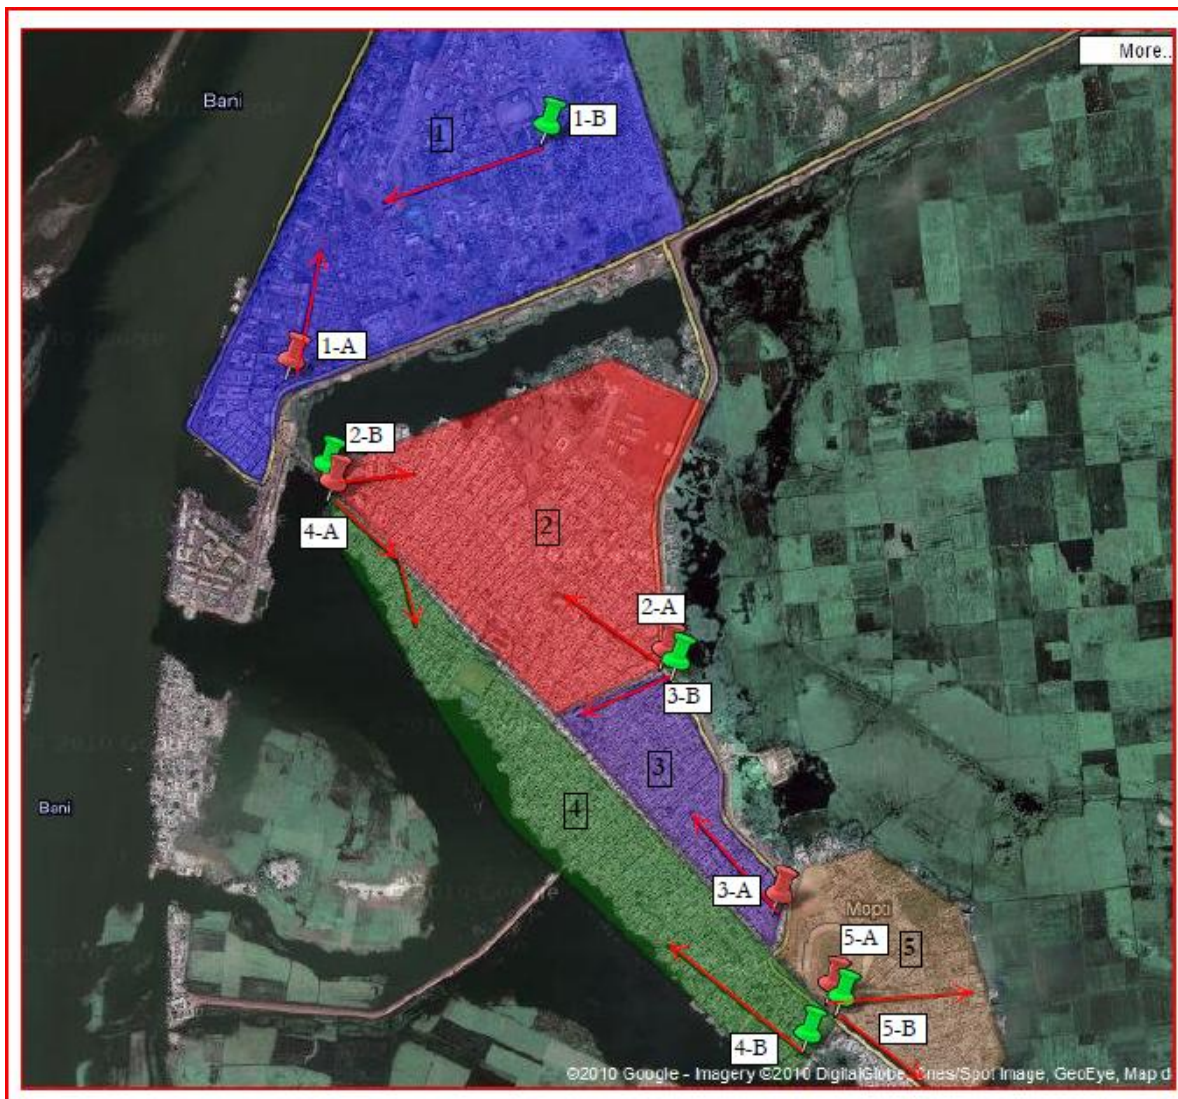 More..
Bani
1
1-B
1-A
2-B
4-A
2
2-A
3-B
3
4
Bani
3-A
Mopti
5-A
5
5-B
4-B
©2010 Google - Imagery ©2010 DigitalGlobe, Cnes/Spot Image, GeoEye, Map d